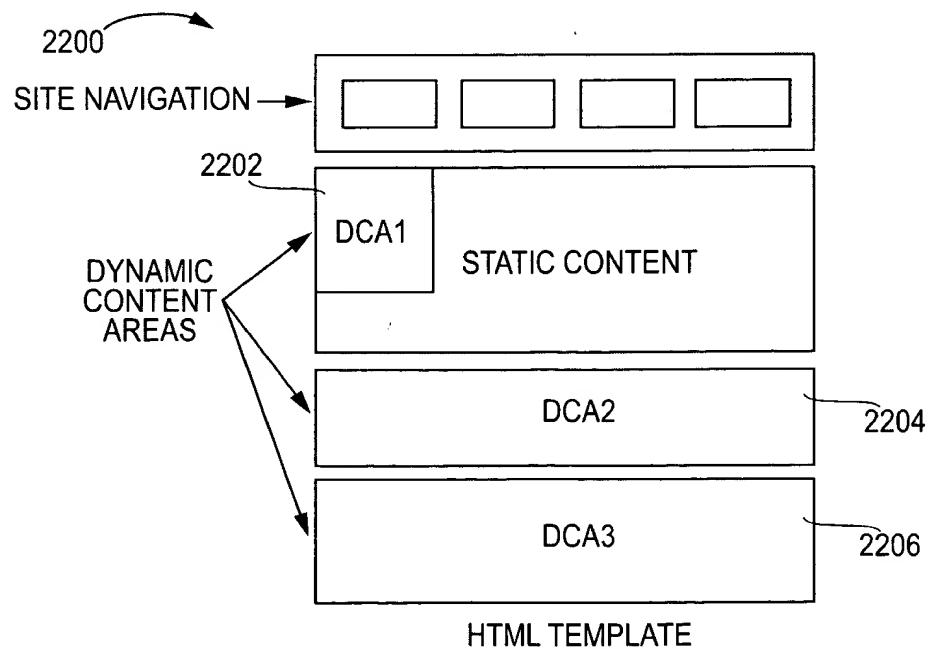 2200
SITE NAVIGATION
2202
DCA1
STATIC CONTENT
DYNAMIC
CONTENT
AREAS
DCA2
2204
DCA3
2206
HTML TEMPLATE